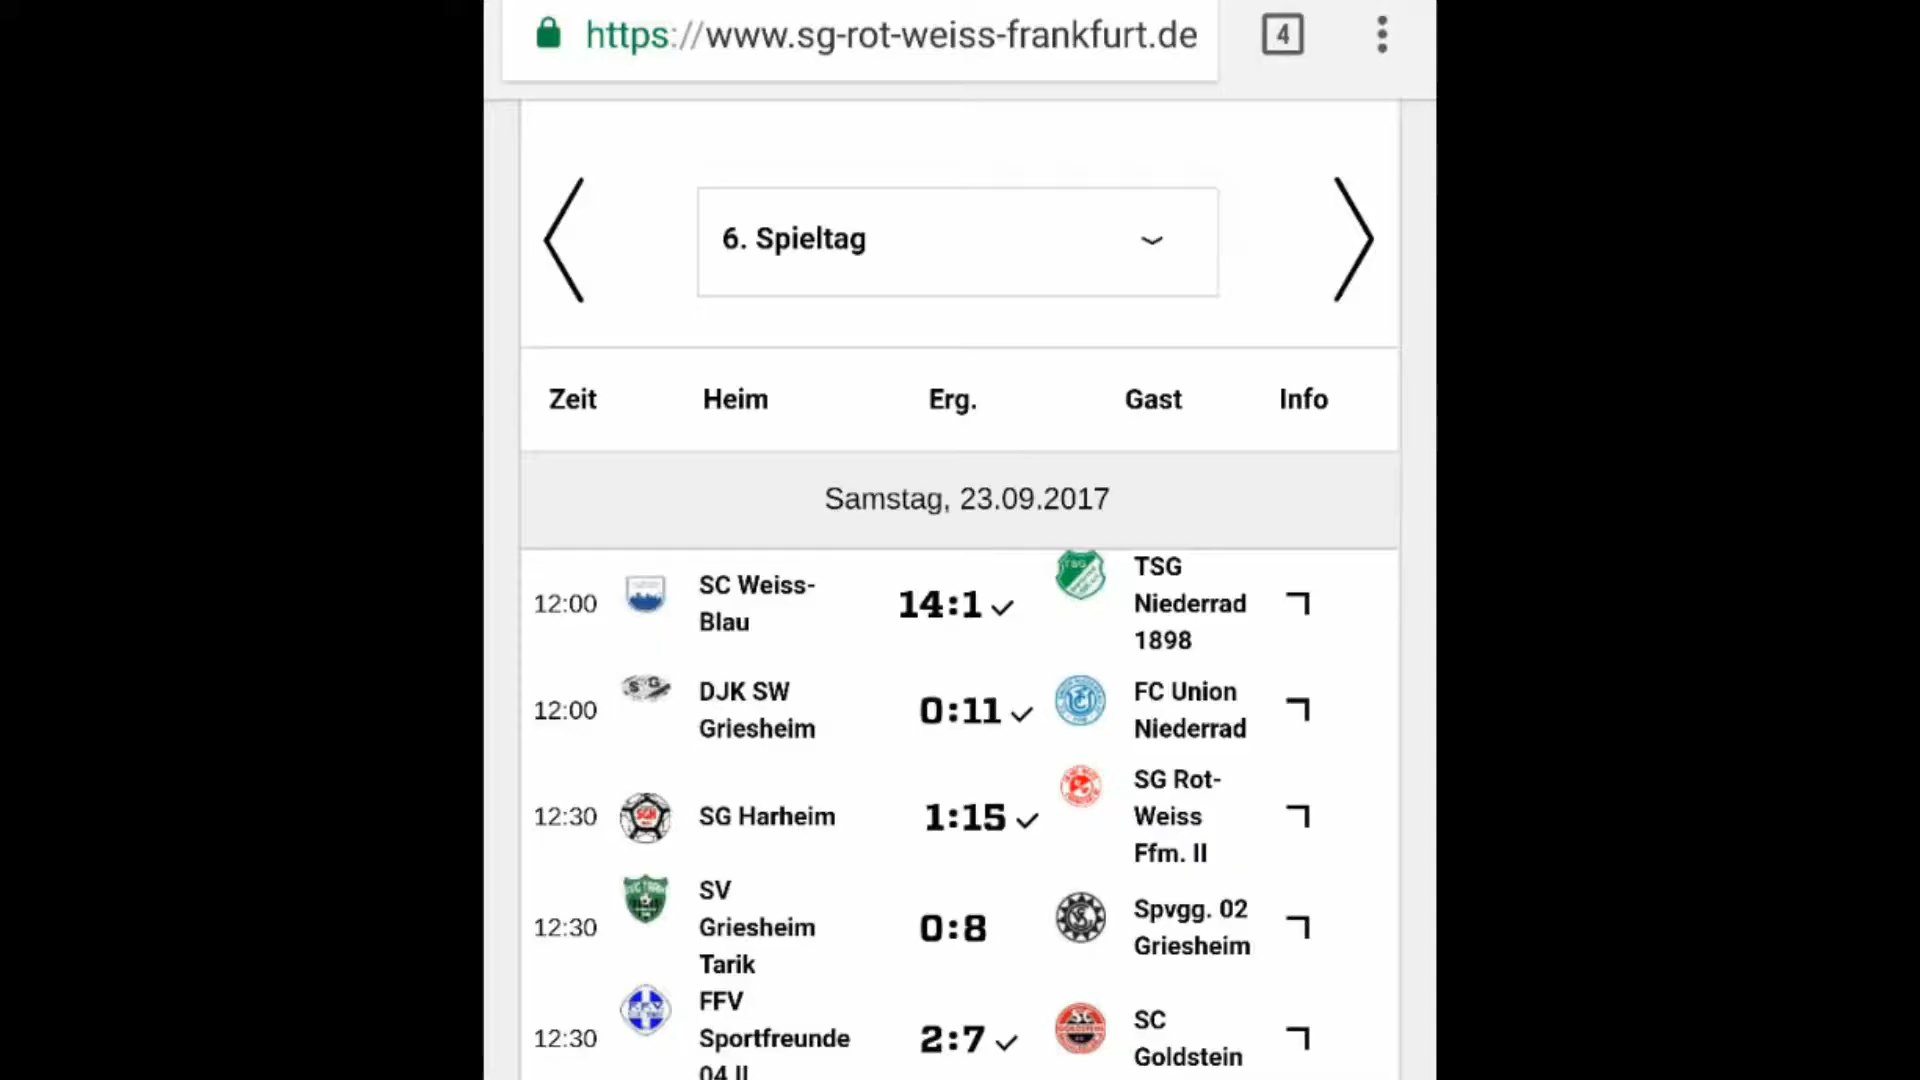 https://www.sg-rot-weiss-frankfurt.de
4
6. Spieltag
Zeit Heim Erg. Gast Info
Samstag, 23.09.2017
12:00 SC Weiss-Blau 14:1 TSG Niederrad 1898
12:00 DJK SW Griesheim 0:11 FC Union Niederrad
12:30 SG Harheim 1:15 SG Rot-Weiss Ffm. II
12:30 SV Griesheim Tarik 0:8 Spvgg. 02 Griesheim
12:30 FFV Sportfreunde 04 II 2:7 SC Goldstein